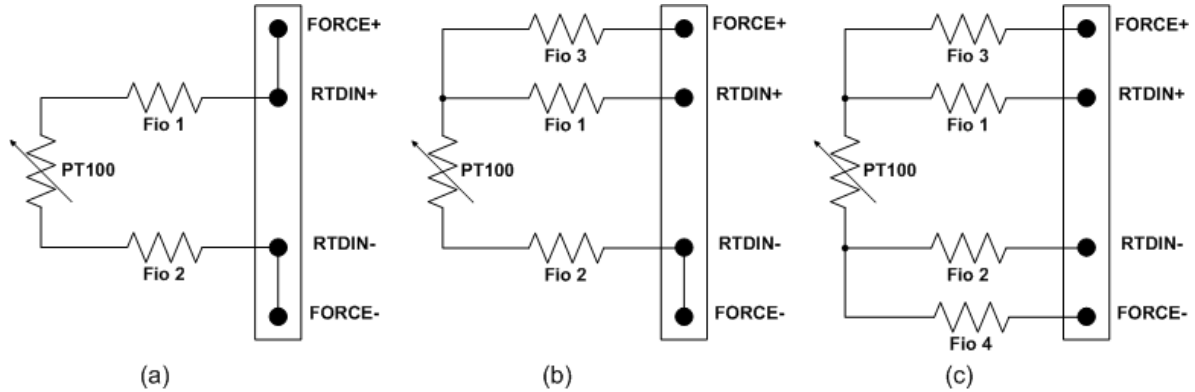 FORCE+
RTDIN+
Fio 1
PT100
RTDIN-
Fio 2
FORCE-
(a)
FORCE+
Fio 3
RTDIN+
Fio 1
PT100
RTDIN-
Fio 2
FORCE-
(b)
FORCE+
Fio 3
RTDIN+
Fio 1
PT100
RTDIN-
Fio 2
FORCE-
Fio 4
(c)